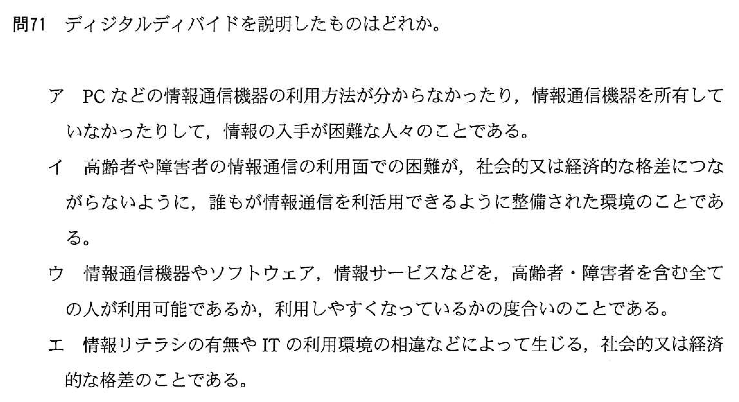 問71 ディジタルディバイドを説明したものはどれか。
ア PCなどの情報通信機器の利用方法が分からなかったり，情報通信機器を所有して
いなかったりして，情報の入手が困難な人々のことである。
イ 高齢者や障害者の情報通信の利用面での困難が，社会的又は経済的な格差につな
がらないように，誰もが情報通信を利活用できるように整備された環境のことであ
る。
ウ 情報通信機器やソフトウェア，情報サービスなどを，高齢者・障害者を含む全て
の人が利用可能であるか，利用しやすくなっているかの度合いのことである。
エ 情報リテラシの有無やITの利用環境の相違などによって生じる，社会的又は経済
的な格差のことである。